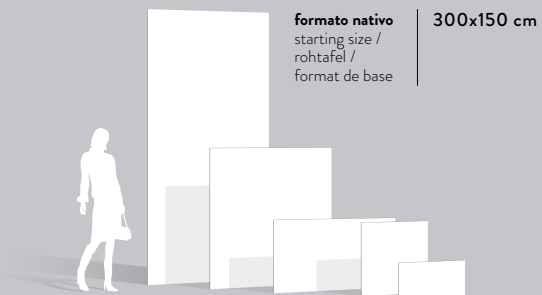 formato nativo
starting size /
rohtafel /
format de base
300x150 cm